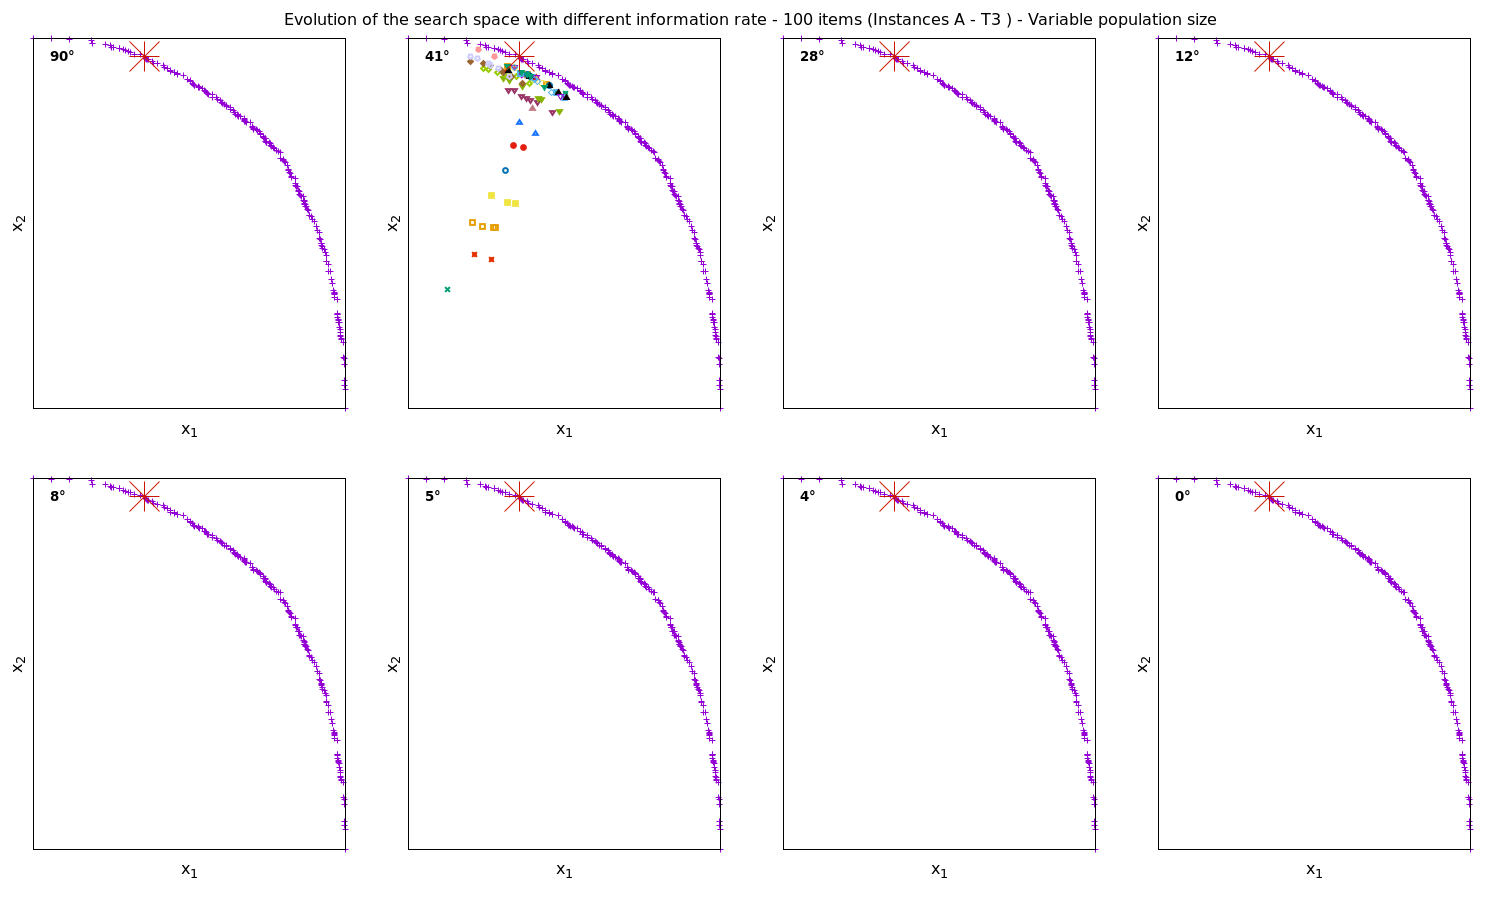 Evolution of the search space with different information rate - 100 items (Instances A - T3 ) - Variable population size
90°
41°
28°
12°
x2
x2
x2
x2
x1
x1
x1
x1
8°
5°
4°
0°
x2
x2
x2
x2
x1
x1
x1
x1